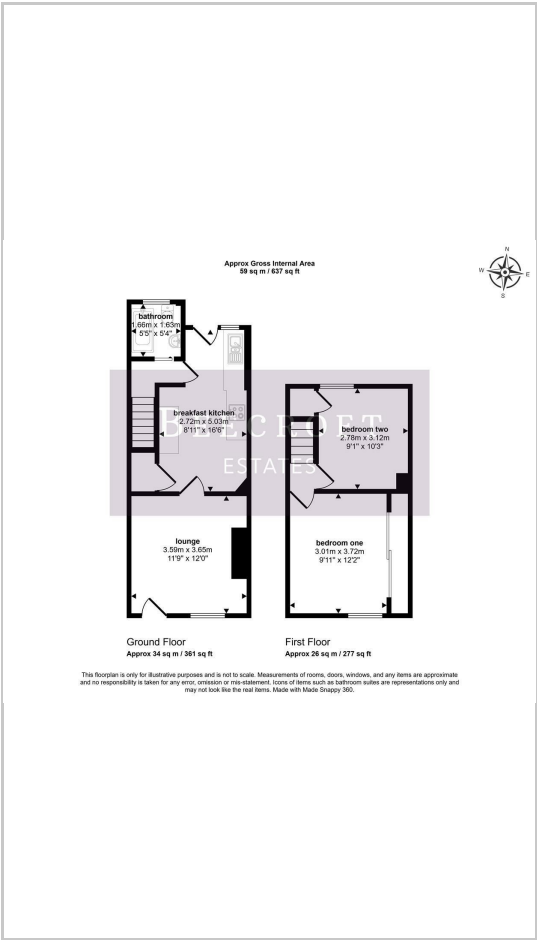 Approx Gross Internal Area
59 sq m / 637 sq ft
N
W
E
S
bathroom
1.66m x 1.63m
5'5" x 5'4"
breakfast kitchen
2.72m x 5.03m
8'11" x 16'6"
bedroom two
2.78m x 3.12m
9'1" x 10'3"
BEECROFT
ESTATES
lounge
3.59m x 3.65m
11'9" x 12'0"
bedroom one
3.01m x 3.72m
9'11" x 12'2"
Ground Floor
Approx 34 sq m / 361 sq ft
First Floor
Approx 26 sq m / 277 sq ft
This floorplan is only for illustrative purposes and is not to scale. Measurements of rooms, doors, windows, and any items are approximate
and no responsibility is taken for any error, omission or mis-statement. Icons of items such as bathroom suites are representations only and
may not look like the real items. Made with Made Snappy 360.